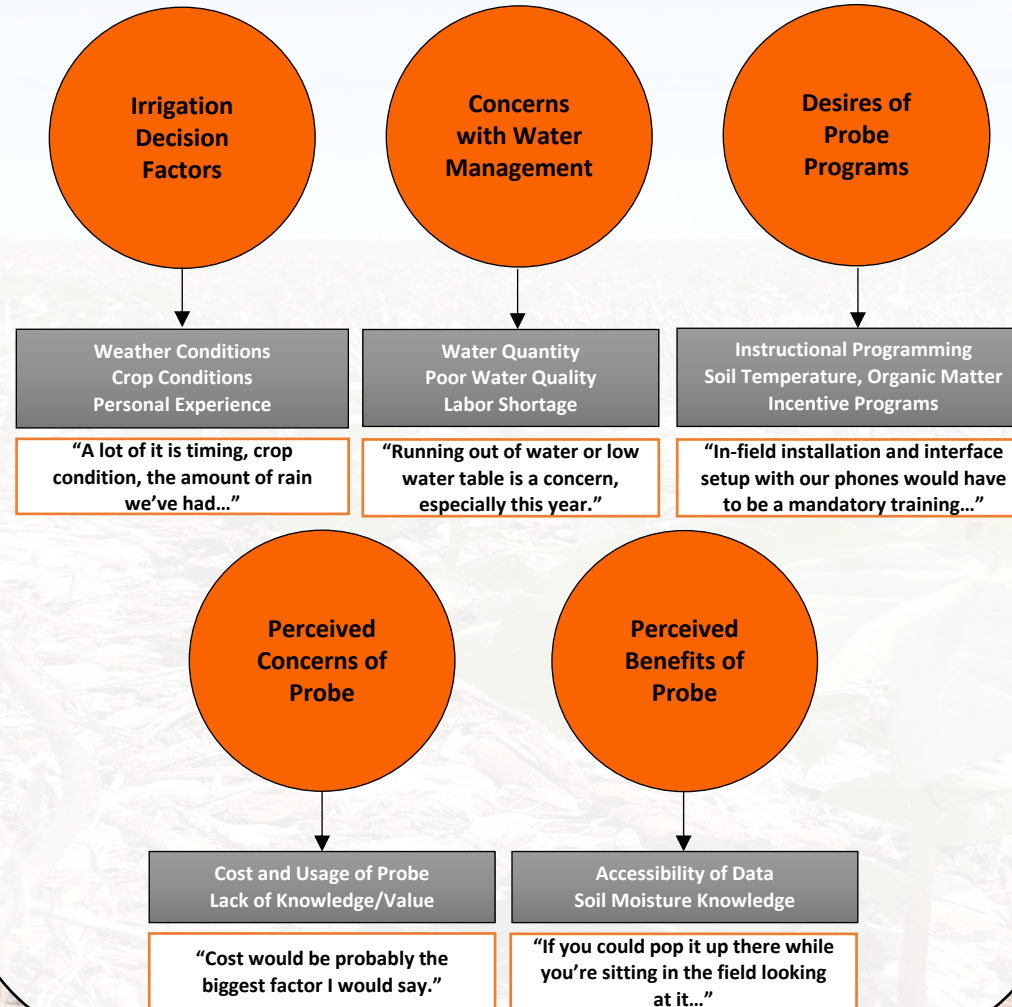 Irrigation
Decision
Factors
Concerns
with Water
Management
Desires of
Probe
Programs
Weather Conditions
Crop Conditions
Personal Experience
Water Quantity
Poor Water Quality
Labor Shortage
Instructional Programming
Soil Temperature, Organic Matter
Incentive Programs
“A lot of it is timing, crop
condition, the amount of rain
we’ve had…”
“Running out of water or low
water table is a concern,
especially this year.”
“In-field installation and interface
setup with our phones would have
to be a mandatory training…”
Perceived
Concerns of
Probe
Perceived
Benefits of
Probe
Cost and Usage of Probe
Lack of Knowledge/Value
Accessibility of Data
Soil Moisture Knowledge
“Cost would be probably the
biggest factor I would say.”
“If you could pop it up there while
you’re sitting in the field looking
at it…”